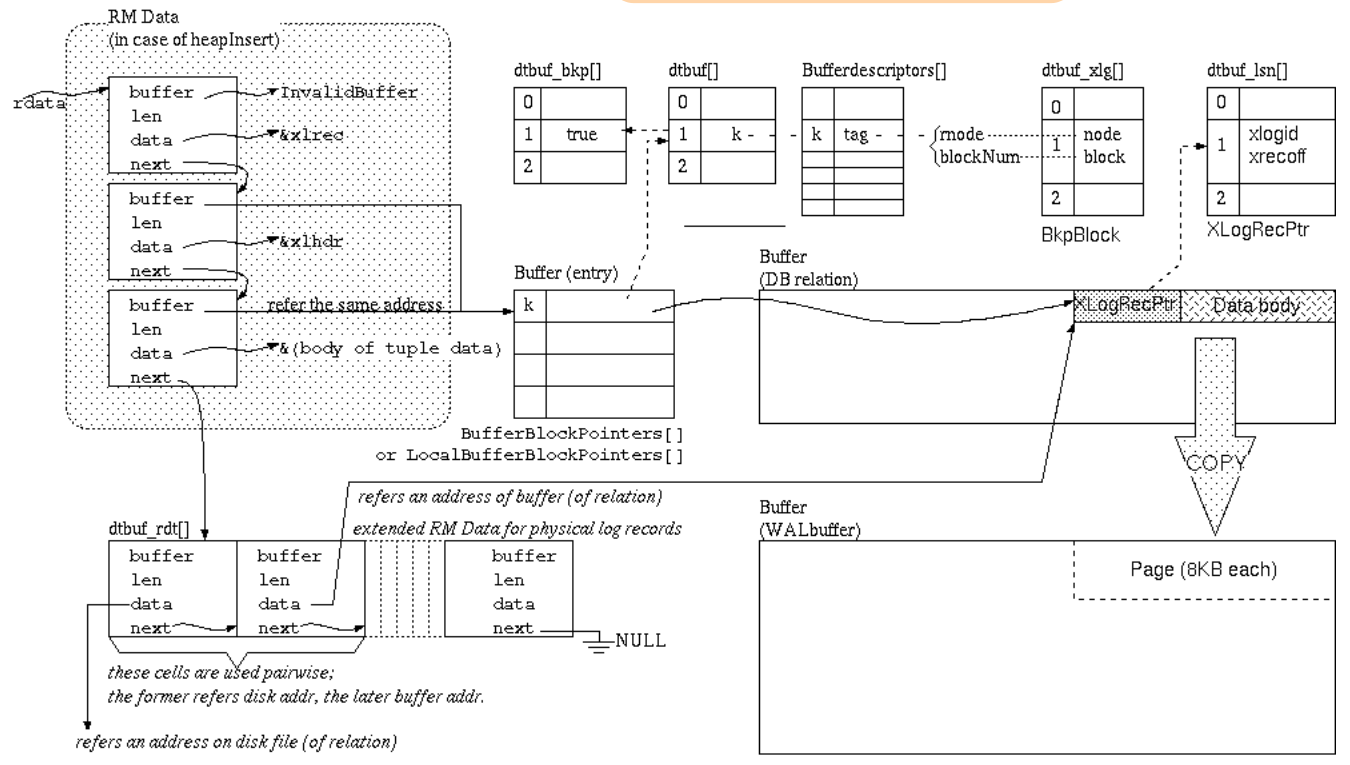 RM Data
(in case of heapInsert)
rdata
buffer
InvalidBuffer
len
data
&xlrec
next
buffer
len
data
&xlhdr
next
buffer
refer the same address
len
data
&(body of tuple data)
next
dtbuf_bkp[]
0
1
true
2
dtbuf[]
0
1
k
2
Bufferdescriptors[]
k
tag
mode
blockNum
dtbuf_xlg[]
0
1
node
block
2
BkpBlock
dtbuf_lsn[]
0
1
xlogid
xrecoff
2
XLogRecPtr
Buffer (entry)
k
BufferBlockPointers[]
or LocalBufferBlockPointers[]
Buffer
(DB relation)
XLogRecPtr
Data body
COPY
refers an address of buffer (of relation)
dtbuf_rdt[]
extended RM Data for physical log records
buffer
len
data
next
buffer
len
data
next
buffer
len
data
next
NULL
these cells are used pairwise;
the former refers disk addr, the later buffer addr.
refers an address on disk file (of relation)
Buffer
(WALbuffer)
Page (8KB each)